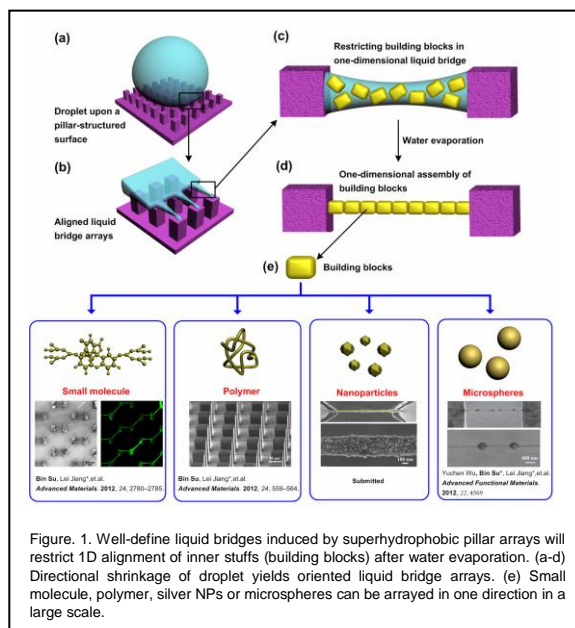 (a)
Droplet upon a
pillar-structured
surface
(b)
Aligned liquid
bridge arrays
(c)
Restricting building blocks in
one-dimensional liquid bridge
Water evaporation
(d)
One-dimensional assembly of
building blocks
(e)
Building blocks
Small molecule
Bin Su, Lei Jiang*,et.al.
Advanced Materials. 2012, 24, 2780–2785.
Polymer
Bin Su, Lei Jiang*,et.al.
Advanced Materials. 2012, 24, 559–564.
Nanoparticles
100 nm
Submitted
Microspheres
400 nm
Yuchen Wu, Bin Su*, Lei Jiang*,et.al.
Advanced Functional Materials.
2012, 22, 4569
Figure. 1. Well-define liquid bridges induced by superhydrophobic pillar arrays will
restrict 1D alignment of inner stuffs (building blocks) after water evaporation. (a-d)
Directional shrinkage of droplet yields oriented liquid bridge arrays. (e) Small
molecule, polymer, silver NPs or microspheres can be arrayed in one direction in a
large scale.